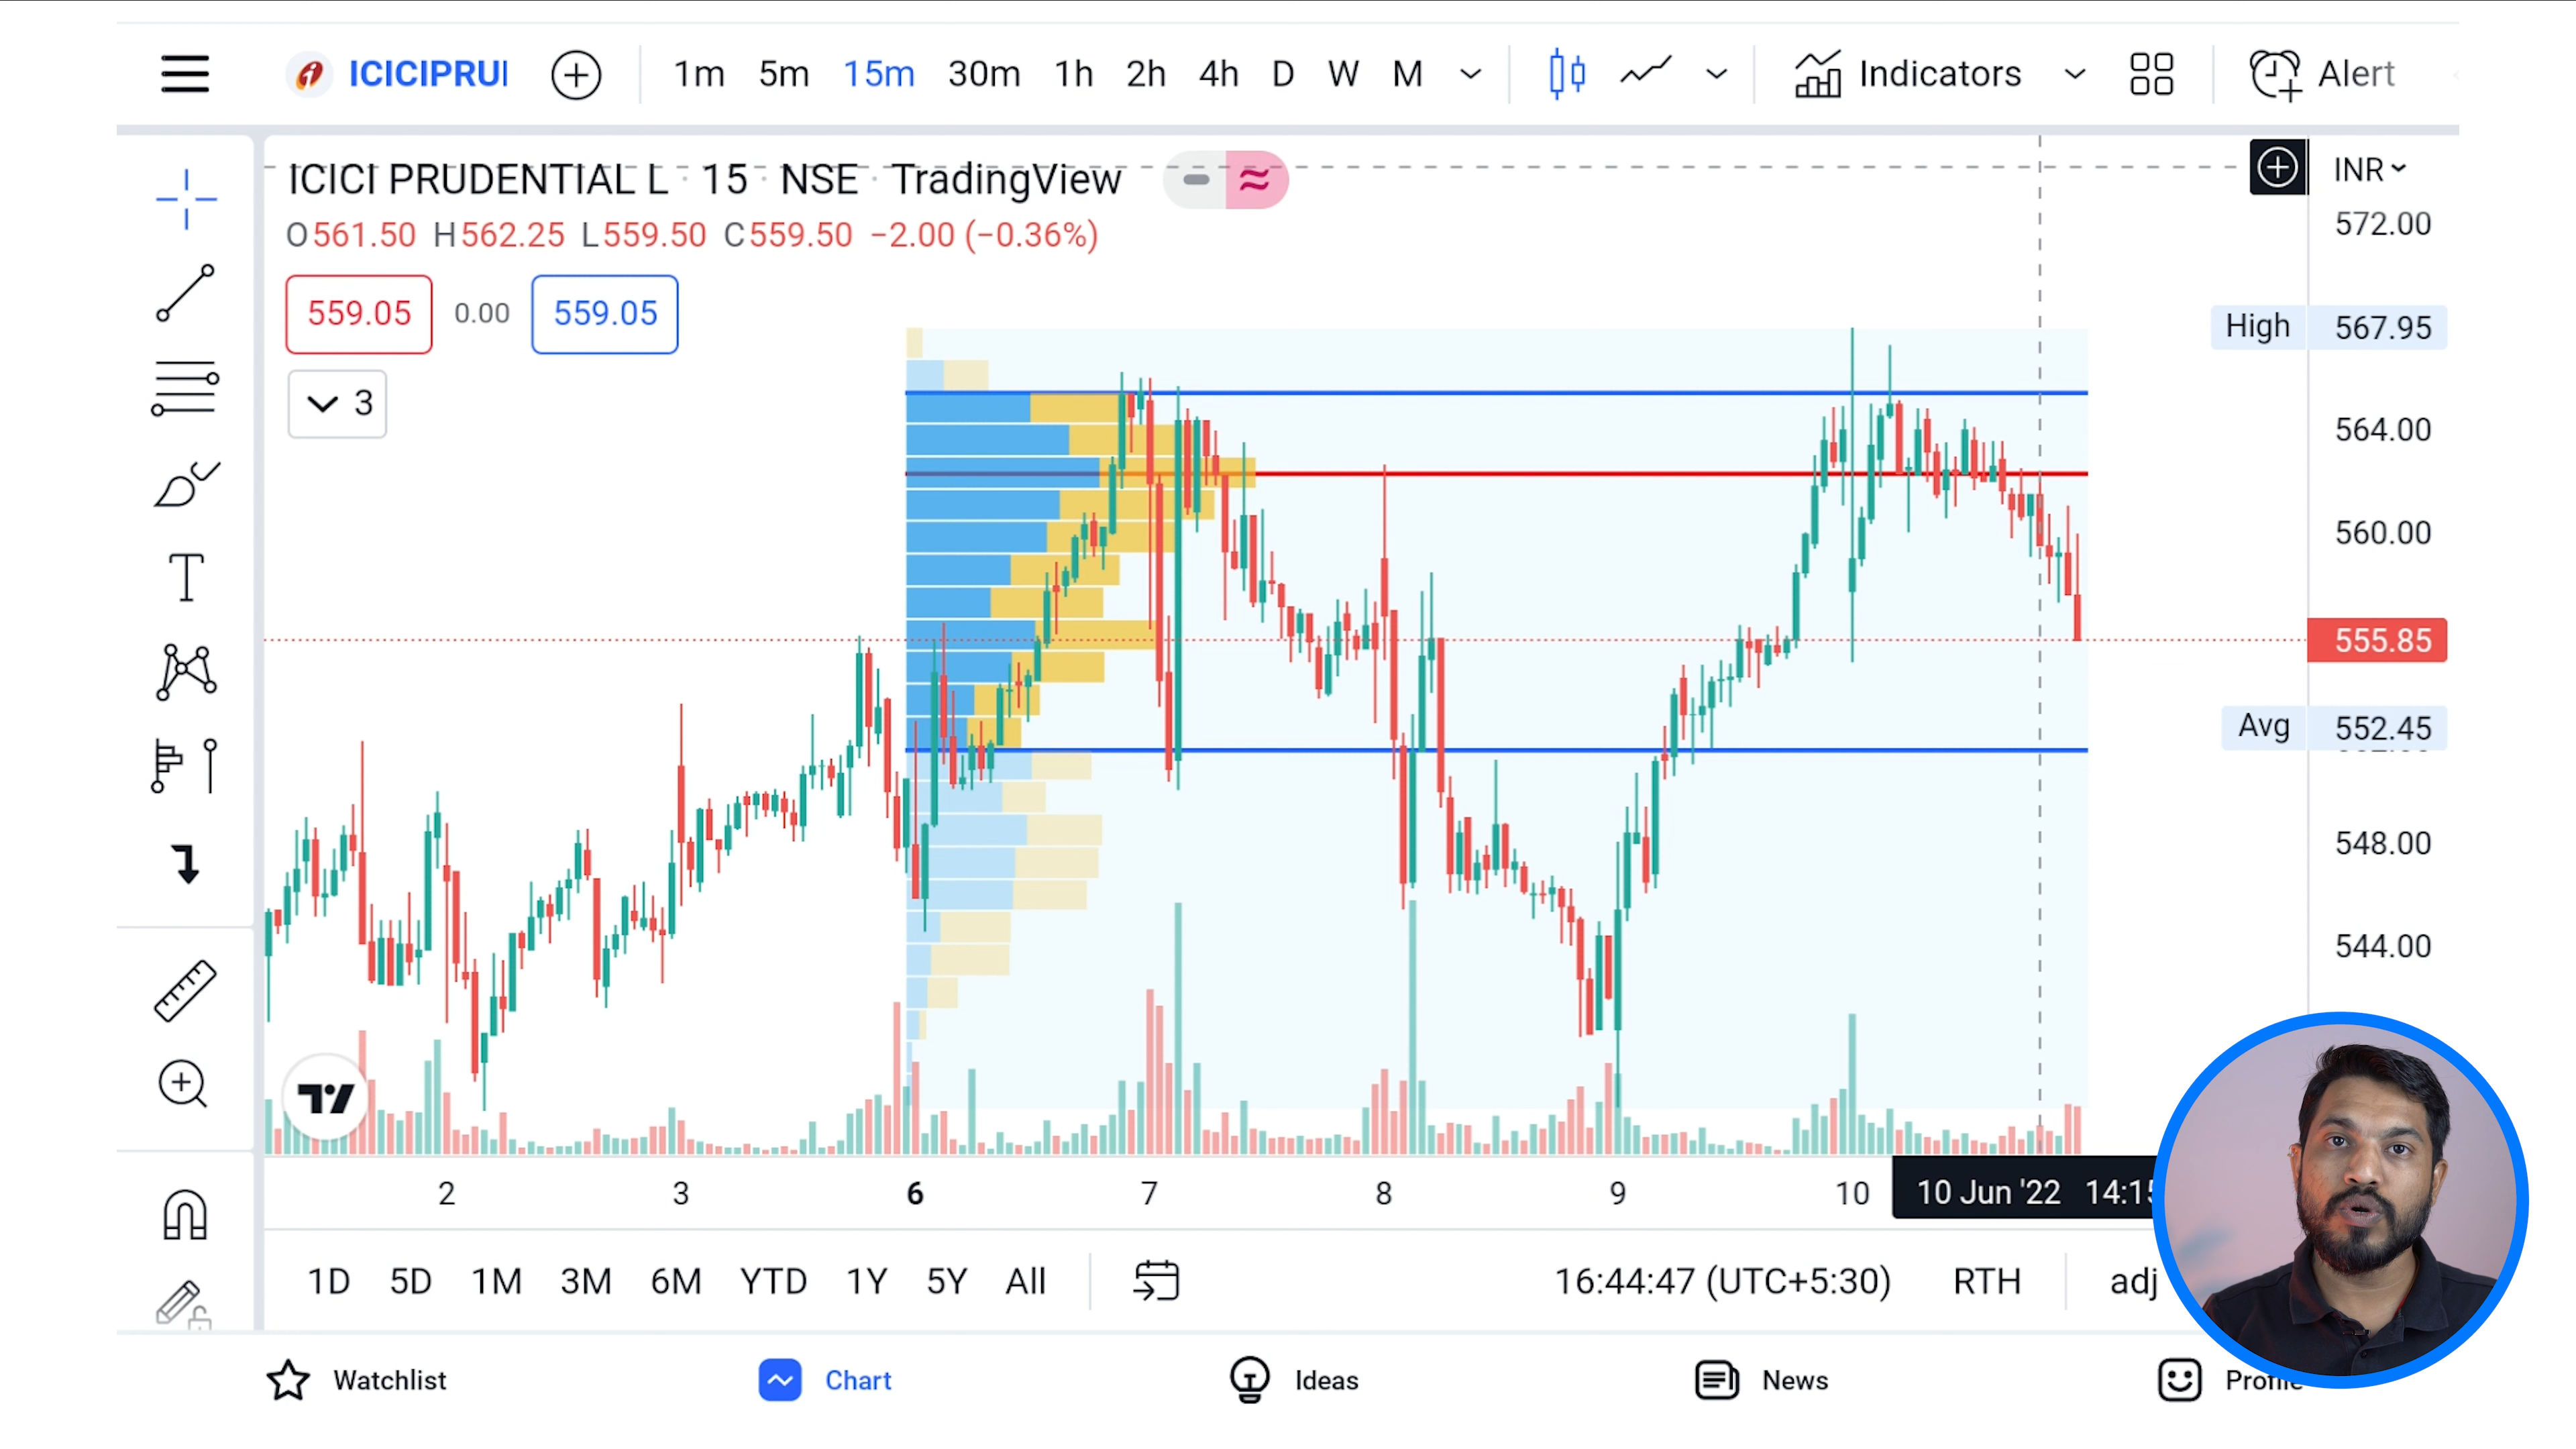 ICICIPRUI 1m 5m 15m 30m 1h 2h 4h D W M Indicators Alert
ICICI PRUDENTIAL L · 15 · NSE · TradingView
INR
O561.50 H562.25 L559.50 C559.50 −2.00 (−0.36%)
572.00
559.05 0.00 559.05
High 567.95
3
564.00
560.00
555.85
Avg 552.45
548.00
544.00
2 3 6 7 8 9 10 10 Jun '22 14:15
1D 5D 1M 3M 6M YTD 1Y 5Y All 16:44:47 (UTC+5:30) RTH adj
Watchlist Chart Ideas News Profile